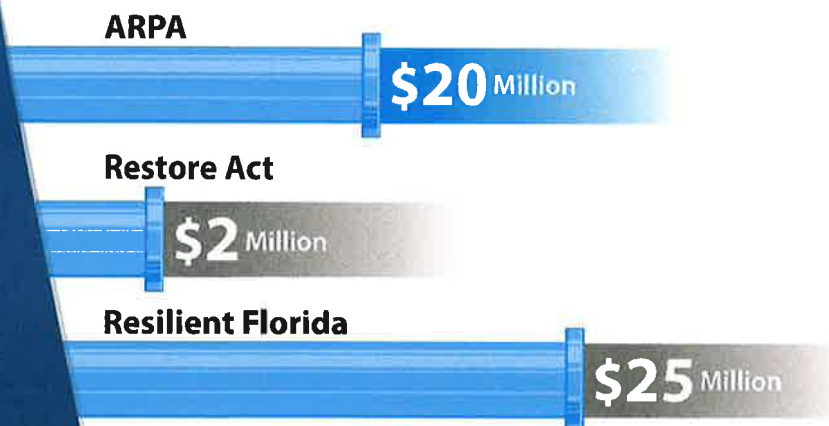 ARPA
$20 Million
Restore Act
$2 Million
Resilient Florida
$25 Million